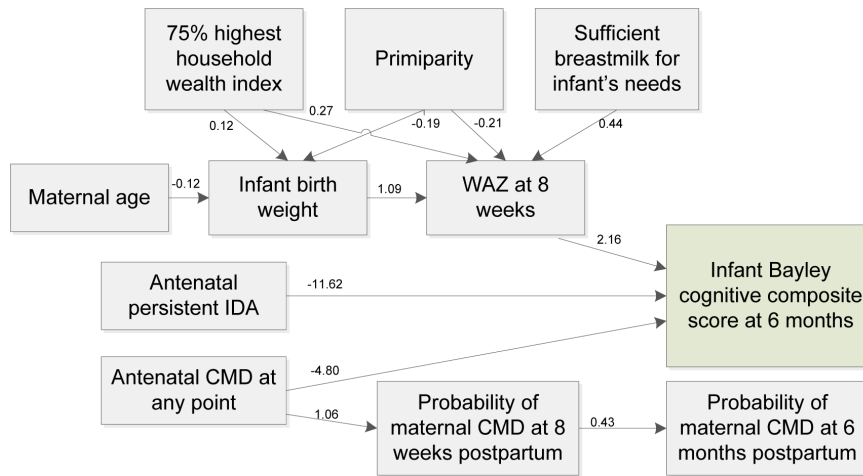 75% highest
household
wealth index
Primiparity
Sufficient
breastmilk for
infant's needs
0.27
0.12
-0.19
-0.21
0.44
Maternal age
-0.12
Infant birth
weight
1.09
WAZ at 8
weeks
2.16
Antenatal
persistent IDA
-11.62
Infant Bayley
cognitive composite
score at 6 months
Antenatal CMD at
any point
-4.80
1.06
Probability of
maternal CMD at 8
weeks postpartum
0.43
Probability of
maternal CMD at 6
months postpartum